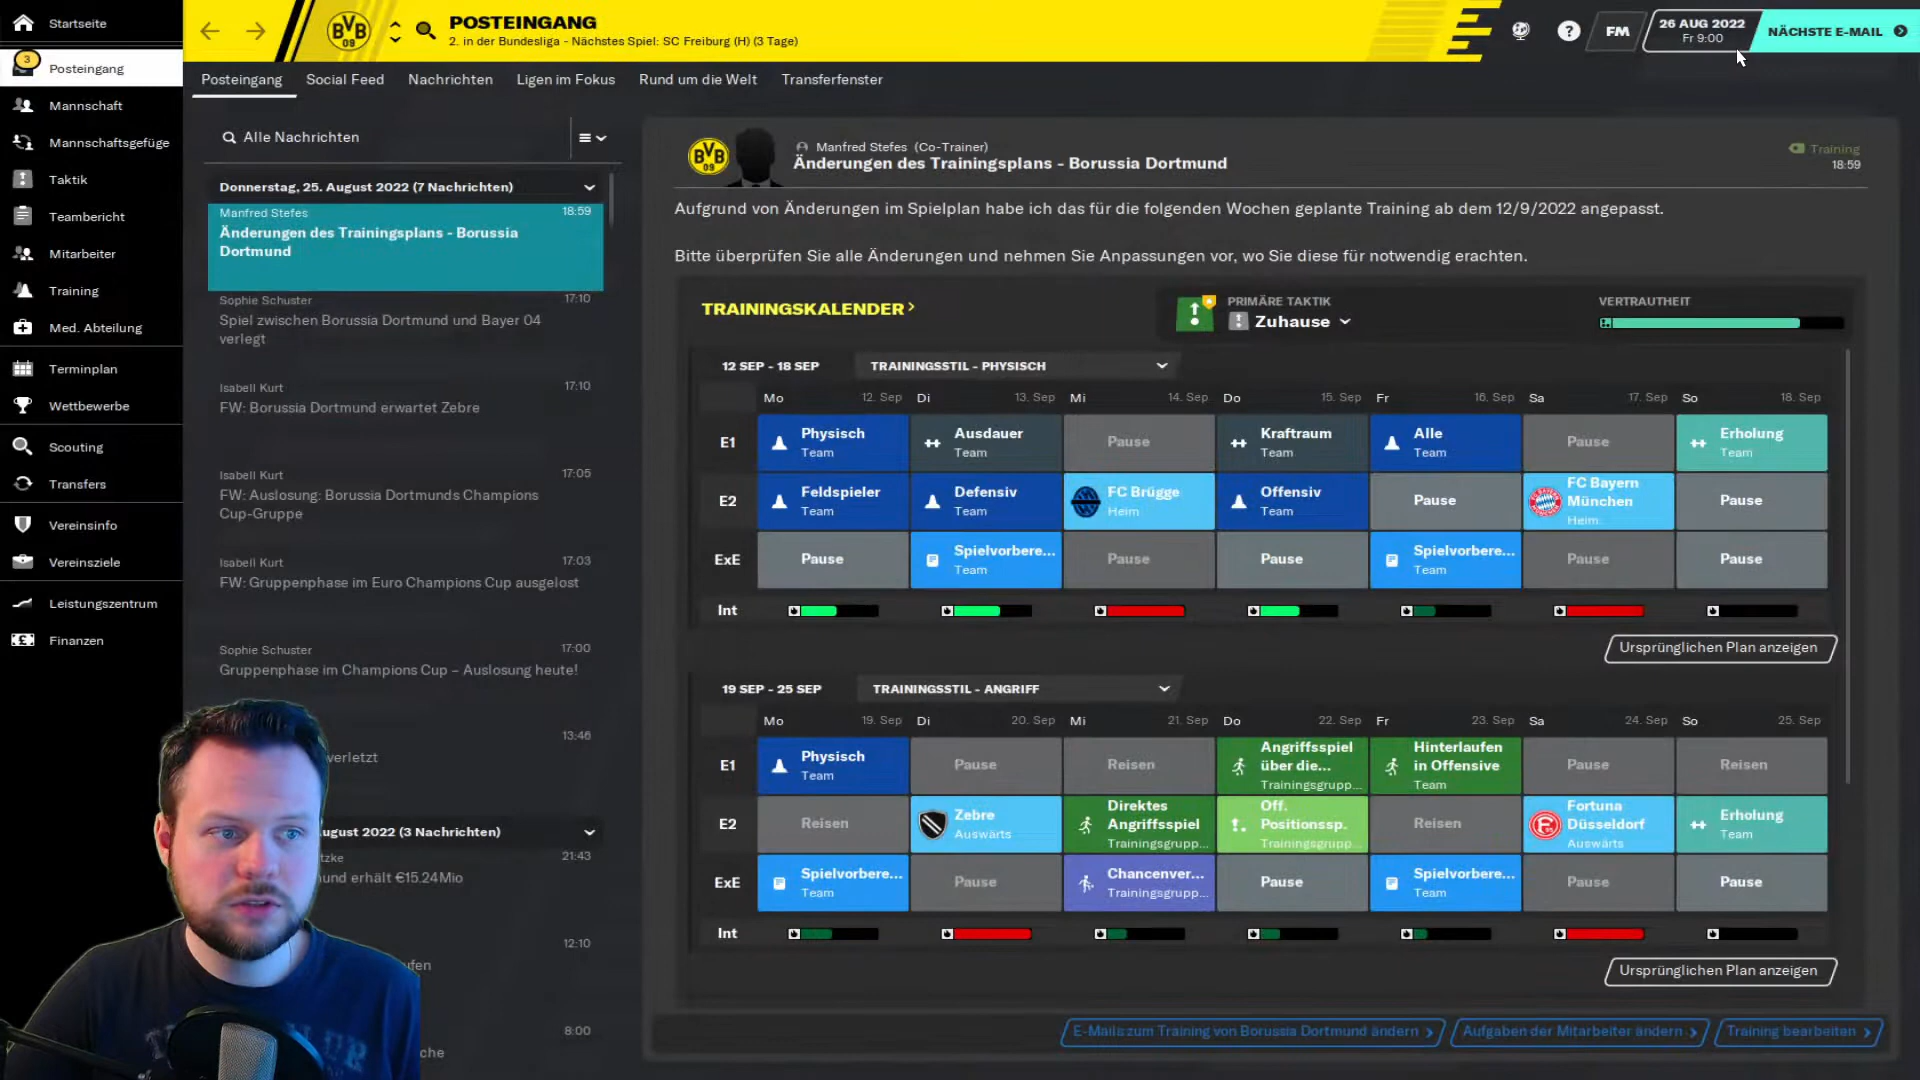 Startseite
3
Posteingang
Mannschaft
Mannschaftsgefüge
Taktik
Teambericht
Mitarbeiter
Training
Med. Abteilung
Terminplan
Wettbewerbe
Scouting
Transfers
Vereinsinfo
Vereinsziele
Leistungszentrum
Finanzen
BVB 09
POSTEINGANG
2. in der Bundesliga - Nächstes Spiel: SC Freiburg (H) (3 Tage)
?
FM
26 AUG 2022
Fr 9:00
NÄCHSTE E-MAIL
Posteingang
Social Feed
Nachrichten
Ligen im Fokus
Rund um die Welt
Transferfenster
Alle Nachrichten
Donnerstag, 25. August 2022 (7 Nachrichten)
Manfred Stefes 18:59
Änderungen des Trainingsplans - Borussia
Dortmund
Sophie Schuster 17:10
Spiel zwischen Borussia Dortmund und Bayer 04
verlegt
Isabell Kurt 17:10
FW: Borussia Dortmund erwartet Zebre
Isabell Kurt 17:05
FW: Auslosung: Borussia Dortmunds Champions
Cup-Gruppe
Isabell Kurt 17:03
FW: Gruppenphase im Euro Champions Cup ausgelost
Sophie Schuster 17:00
Gruppenphase im Champions Cup – Auslosung heute!
13:46
verletzt
ugust 2022 (3 Nachrichten)
tzke 21:43
und erhält €15.24Mio
12:10
ufen
8:00
che
BVB 09
Manfred Stefes (Co-Trainer)
Änderungen des Trainingsplans - Borussia Dortmund
Training
18:59
Aufgrund von Änderungen im Spielplan habe ich das für die folgenden Wochen geplante Training ab dem 12/9/2022 angepasst.
Bitte überprüfen Sie alle Änderungen und nehmen Sie Anpassungen vor, wo Sie diese für notwendig erachten.
TRAININGSKALENDER
PRIMÄRE TAKTIK
Zuhause
VERTRAUTHEIT
12 SEP - 18 SEP TRAININGSSTIL - PHYSISCH
Mo 12. Sep Di 13. Sep Mi 14. Sep Do 15. Sep Fr 16. Sep Sa 17. Sep So 18. Sep
E1 Physisch Team Ausdauer Team Pause Kraftraum Team Alle Team Pause Erholung Team
E2 Feldspieler Team Defensiv Team FC Brügge Heim Offensiv Team Pause FC Bayern München Heim Pause
ExE Pause Spielvorbere... Team Pause Pause Spielvorbere... Team Pause Pause
Int
Ursprünglichen Plan anzeigen
19 SEP - 25 SEP TRAININGSSTIL - ANGRIFF
Mo 19. Sep Di 20. Sep Mi 21. Sep Do 22. Sep Fr 23. Sep Sa 24. Sep So 25. Sep
E1 Physisch Team Pause Reisen Angriffsspiel über die... Trainingsgrupp... Hinterlaufen in Offensive Team Pause Reisen
E2 Reisen Zebre Auswärts Direktes Angriffsspiel Trainingsgrupp... Off. Positionssp. Trainingsgrupp... Reisen Fortuna Düsseldorf Auswärts Erholung Team
ExE Spielvorbere... Team Pause Chancenver... Trainingsgrupp... Pause Spielvorbere... Team Pause Pause
Int
Ursprünglichen Plan anzeigen
E-Mails zum Training von Borussia Dortmund ändern
Aufgaben der Mitarbeiter ändern
Training bearbeiten